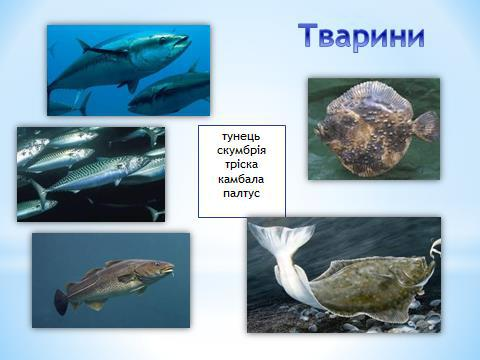 Тварини
тунець
скумбрія
тріска
камбала
палтус